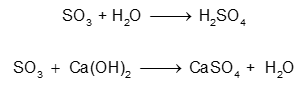 SO₃ + H₂O ⟶ H₂SO₄
SO₃ + Ca(OH)₂ ⟶ CaSO₄ + H₂O